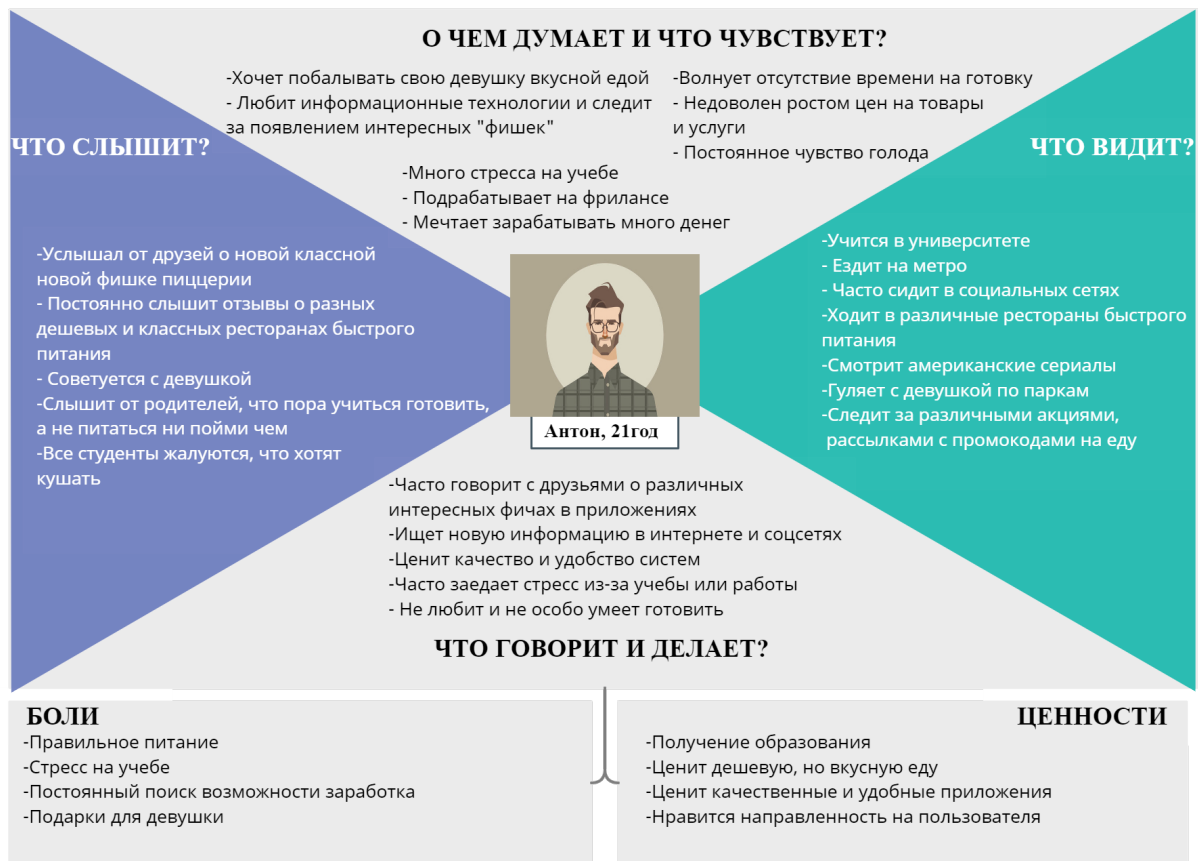 О ЧЕМ ДУМАЕТ И ЧТО ЧУВСТВУЕТ?
-Хочет побалывать свою девушку вкусной едой
- Любит информационные технологии и следит
за появлением интересных "фишек"
-Волнует отсутствие времени на готовку
- Недоволен ростом цен на товары
и услуги
- Постоянное чувство голода
-Много стресса на учебе
- Подрабатывает на фрилансе
- Мечтает зарабатывать много денег
ЧТО СЛЫШИТ?
-Услышал от друзей о новой классной
новой фишке пиццерии
- Постоянно слышит отзывы о разных
дешевых и классных ресторанах быстрого
питания
- Советуется с девушкой
-Слышит от родителей, что пора учиться готовить,
а не питаться ни пойми чем
-Все студенты жалуются, что хотят
кушать
ЧТО ВИДИТ?
-Учится в университете
- Ездит на метро
- Часто сидит в социальных сетях
-Ходит в различные рестораны быстрого
питания
-Смотрит американские сериалы
-Гуляет с девушкой по паркам
-Следит за различными акциями,
рассылками с промокодами на еду
Антон, 21год
-Часто говорит с друзьями о различных
интересных фичах в приложениях
-Ищет новую информацию в интернете и соцсетях
-Ценит качество и удобство систем
-Часто заедает стресс из-за учебы или работы
- Не любит и не особо умеет готовить
ЧТО ГОВОРИТ И ДЕЛАЕТ?
БОЛИ
-Правильное питание
-Стресс на учебе
-Постоянный поиск возможности заработка
-Подарки для девушки
ЦЕННОСТИ
-Получение образования
-Ценит дешевую, но вкусную еду
-Ценит качественные и удобные приложения
-Нравится направленность на пользователя